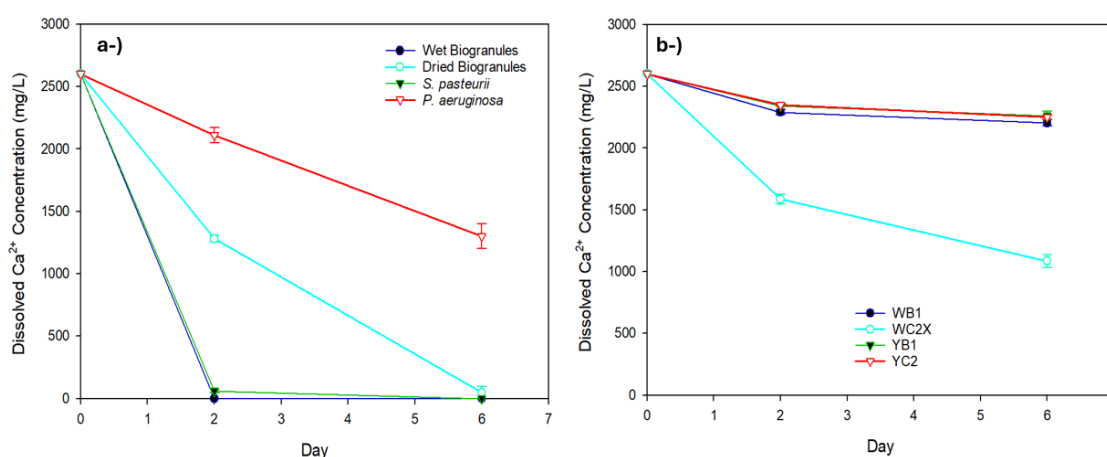 a-)
Wet Biogranules
Dried Biogranules
S. pasteurii
P. aeruginosa
Dissolved Ca²⁺ Concentration (mg/L)
3000
2500
2000
1500
1000
500
0
0 1 2 3 4 5 6 7
Day
b-)
WB1
WC2X
YB1
YC2
Dissolved Ca²⁺ Concentration (mg/L)
3000
2500
2000
1500
1000
500
0
0 1 2 3 4 5 6
Day